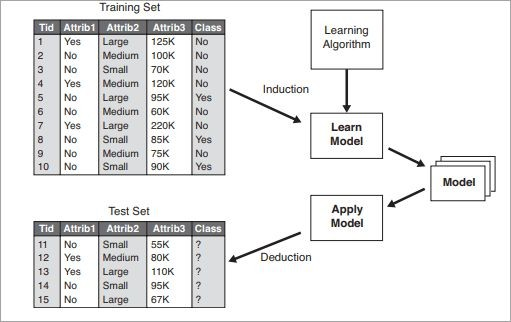 Training Set
Tid Attrib1 Attrib2 Attrib3 Class
1 Yes Large 125K No
2 No Medium 100K No
3 No Small 70K No
4 Yes Medium 120K No
5 No Large 95K Yes
6 No Medium 60K No
7 Yes Large 220K No
8 No Small 85K Yes
9 No Medium 75K No
10 No Small 90K Yes
Learning
Algorithm
Induction
Learn
Model
Model
Apply
Model
Deduction
Test Set
Tid Attrib1 Attrib2 Attrib3 Class
11 No Small 55K ?
12 Yes Medium 80K ?
13 Yes Large 110K ?
14 No Small 95K ?
15 No Large 67K ?